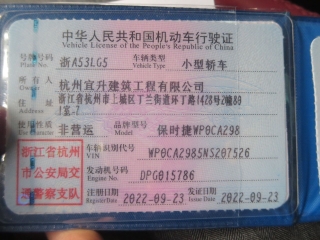 中华人民共和国机动车行驶证
Vehicle License of the People's Republic of China
号牌号码 浙A53LG5 车辆类型 小型轿车
Plate No. Vehicle Type
所有人 杭州宜升建筑工程有限公司
Owner
住址 浙江省杭州市上城区丁兰街道环丁路1428号2幢89
Address 1室-7
使用性质 非营运 品牌型号 保时捷WP0CA298
浙江省杭州市公安局交通警察支队
车辆识别代号 WP0CA2985NS207526
VIN
发动机号码 DPG015786
Engine No.
注册日期 2022-09-23 发证日期 2022-09-23
Register Date Issue Date